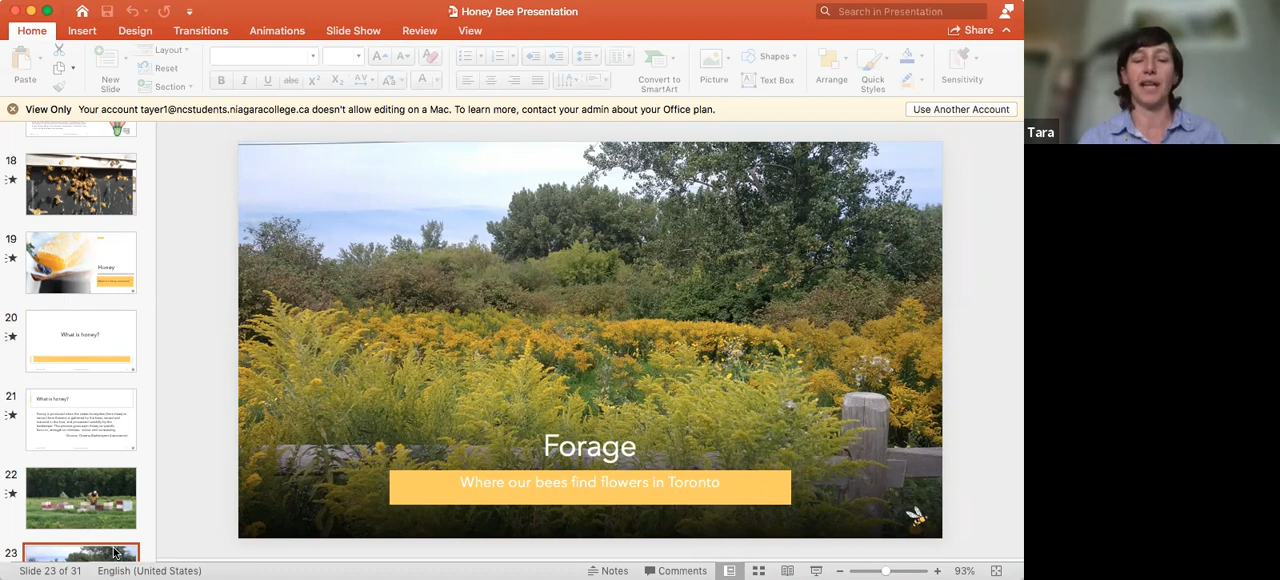 Honey Bee Presentation
Search in Presentation
Home Insert Design Transitions Animations Slide Show Review View
Share
Paste
New Slide
Layout
Reset
Section
Convert to SmartArt
Picture
Shapes
Text Box
Arrange
Quick Styles
Sensitivity
View Only Your account tayer1@ncstudents.niagaracollege.ca doesn't allow editing on a Mac. To learn more, contact your admin about your Office plan.
Use Another Account
Tara
18
19
Honey
20
What is honey?
21
What is honey?
22
23
Forage
Where our bees find flowers in Toronto
Slide 23 of 31 English (United States)
Notes Comments 93%